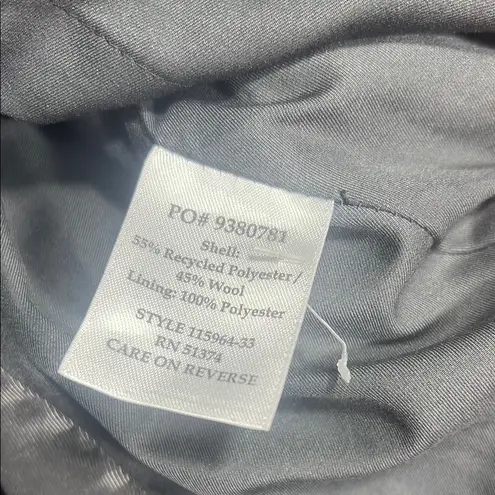 PO# 9380781
Shell:
55% Recycled Polyester /
45% Wool
Lining: 100% Polyester
STYLE 115964-33
RN 51374
CARE ON REVERSE